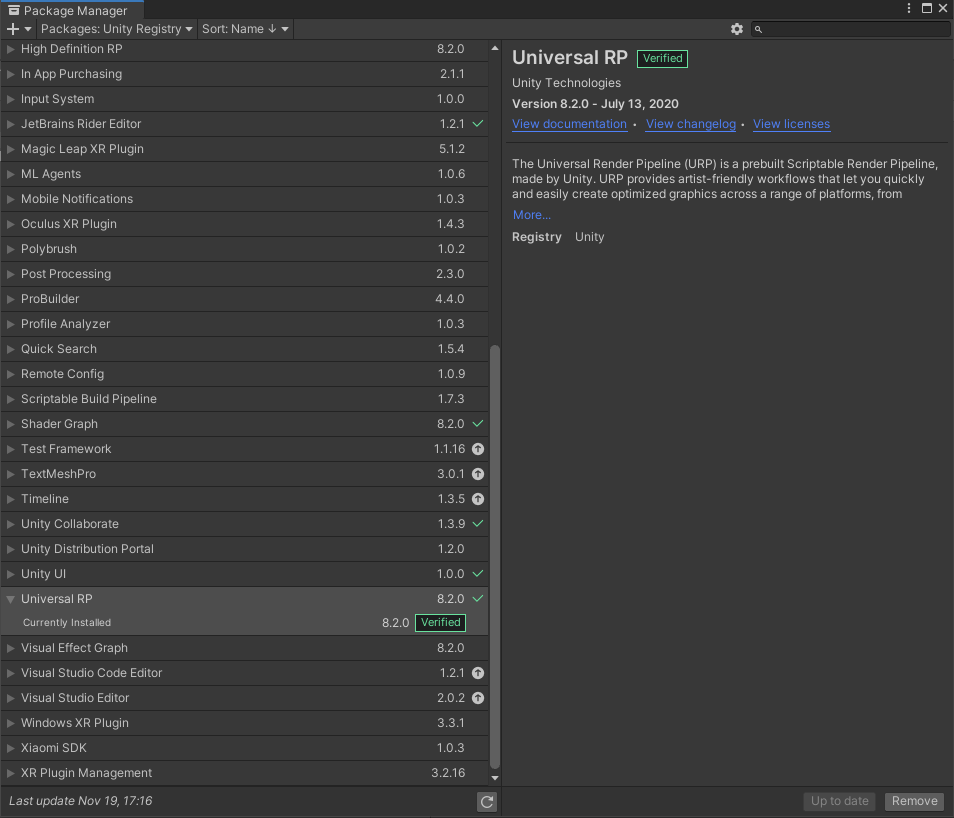 Package Manager
Packages: Unity Registry
Sort: Name ↓
High Definition RP 8.2.0
In App Purchasing 2.1.1
Input System 1.0.0
JetBrains Rider Editor 1.2.1
Magic Leap XR Plugin 5.1.2
ML Agents 1.0.6
Mobile Notifications 1.0.3
Oculus XR Plugin 1.4.3
Polybrush 1.0.2
Post Processing 2.3.0
ProBuilder 4.4.0
Profile Analyzer 1.0.3
Quick Search 1.5.4
Remote Config 1.0.9
Scriptable Build Pipeline 1.7.3
Shader Graph 8.2.0
Test Framework 1.1.16
TextMeshPro 3.0.1
Timeline 1.3.5
Unity Collaborate 1.3.9
Unity Distribution Portal 1.2.0
Unity UI 1.0.0
Universal RP 8.2.0
Currently Installed 8.2.0 Verified
Visual Effect Graph 8.2.0
Visual Studio Code Editor 1.2.1
Visual Studio Editor 2.0.2
Windows XR Plugin 3.3.1
Xiaomi SDK 1.0.3
XR Plugin Management 3.2.16
Last update Nov 19, 17:16
Universal RP Verified
Unity Technologies
Version 8.2.0 - July 13, 2020
View documentation • View changelog • View licenses
The Universal Render Pipeline (URP) is a prebuilt Scriptable Render Pipeline,
made by Unity. URP provides artist-friendly workflows that let you quickly
and easily create optimized graphics across a range of platforms, from
More...
Registry Unity
Up to date
Remove